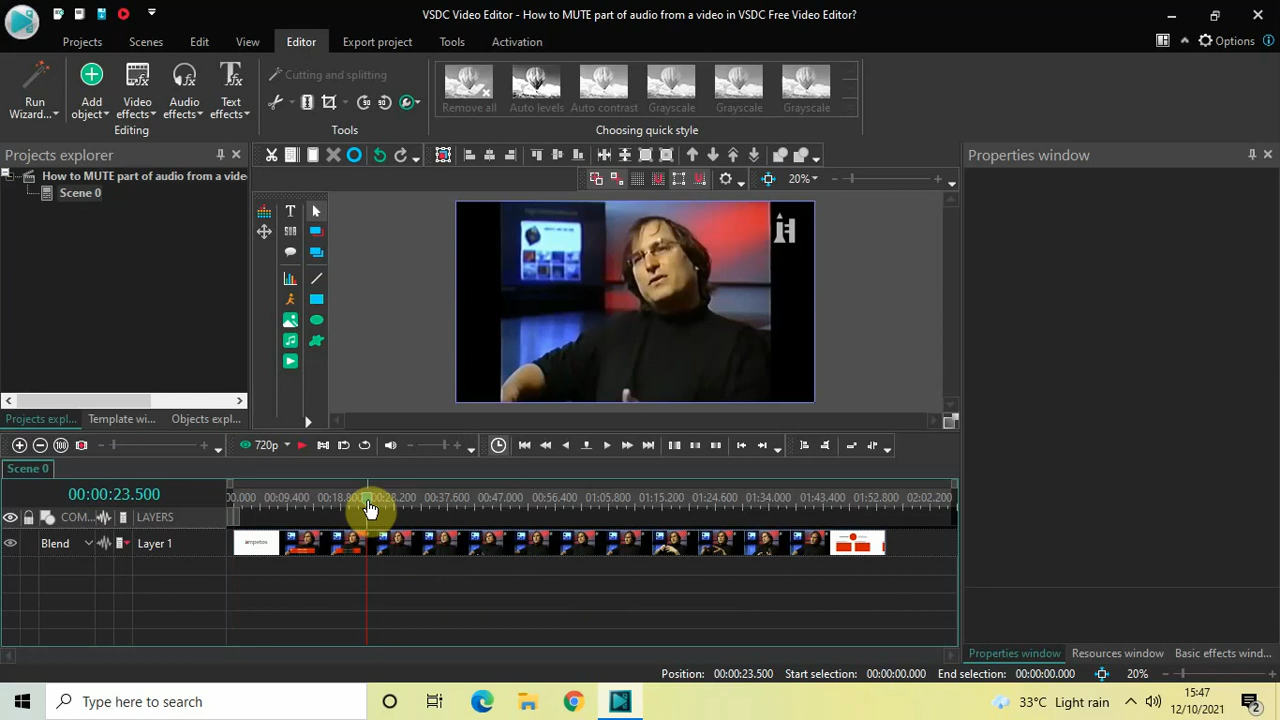 VSDC Video Editor - How to MUTE part of audio from a video in VSDC Free Video Editor?
Projects Scenes Edit View Editor Export project Tools Activation Options
Run Wizard... Add object Video effects Audio effects Text effects
Editing
Cutting and splitting
Tools
Remove all Auto levels Auto contrast Grayscale Grayscale Grayscale
Choosing quick style
Projects explorer
How to MUTE part of audio from a vide
Scene 0
Properties window
20%
Projects expl... Template wi... Objects expl...
720p
Scene 0
00:00:23.500
00.000 00:09.400 00:18.800 00:28.200 00:37.600 00:47.000 00:56.400 01:05.800 01:15.200 01:24.600 01:34.000 01:43.400 01:52.800 02:02.200
COM... LAYERS
Blend Layer 1
Properties window Resources window Basic effects wind...
Position: 00:00:23.500 Start selection: 00:00:00.000 End selection: 00:00:00.000 20%
Type here to search
33°C Light rain
15:47
12/10/2021
2